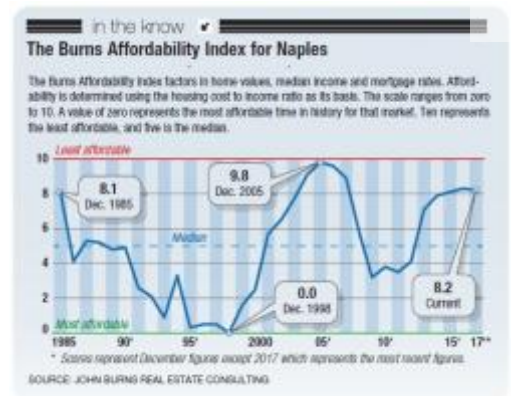 in the know
The Burns Affordability Index for Naples
The Burns Affordability Index factors in home values, median income and mortgage rates. Afford-
ability is determined using the housing cost to income ratio as its basis. The scale ranges from zero
to 10. A value of zero represents the most affordable time in history for that market. Ten represents
the least affordable, and five is the median.
10 Least affordable
8.1
Dec. 1985
9.8
Dec. 2005
8
6
Median
4
0.0
Dec. 1998
8.2
Current
2
0 Most affordable
1985 90' 95' 2000 05' 10' 15' 17'*
* Scores represent December figures except 2017 which represents the most recent figures.
SOURCE: JOHN BURNS REAL ESTATE CONSULTING